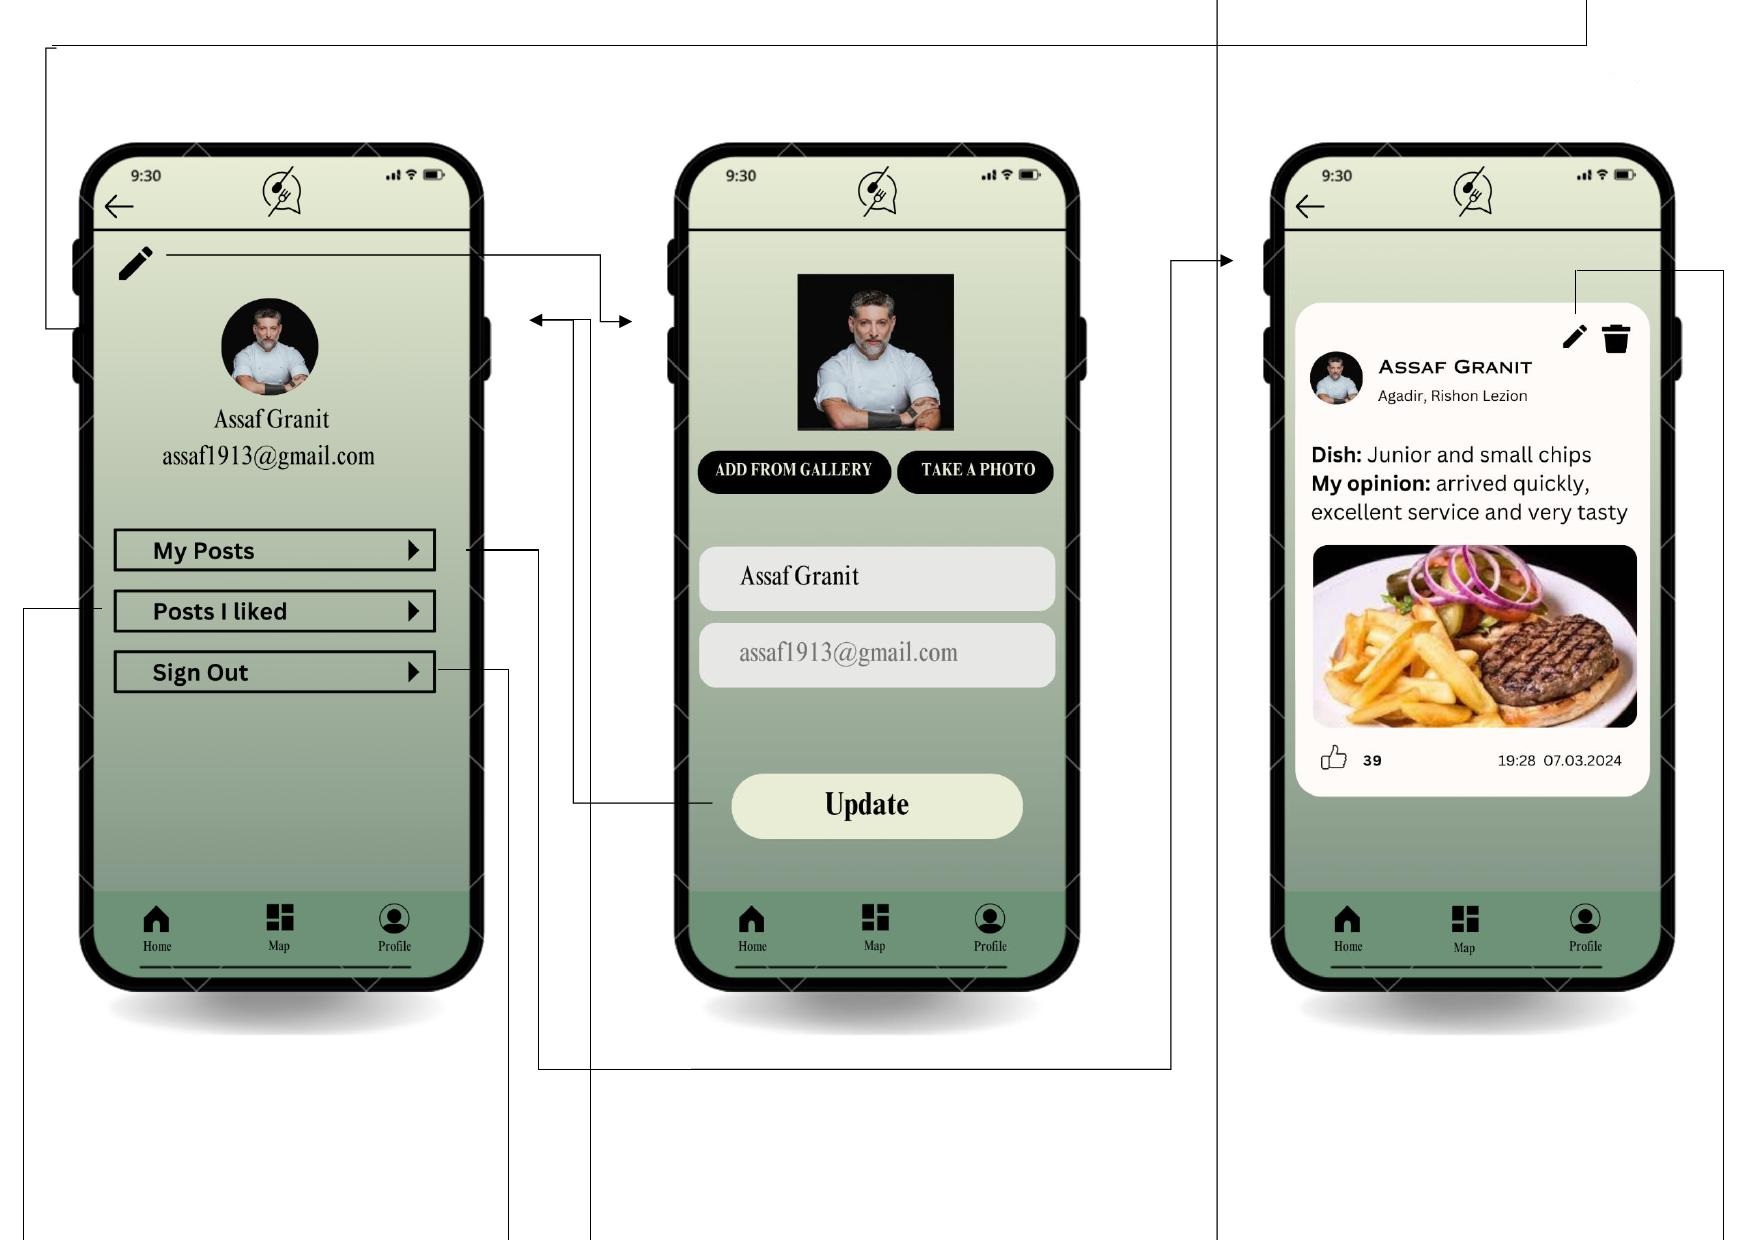 9:30
Assaf Granit
assaf1913@gmail.com
My Posts
Posts I liked
Sign Out
Home
Map
Profile
9:30
ADD FROM GALLERY
TAKE A PHOTO
Assaf Granit
assaf1913@gmail.com
Update
Home
Map
Profile
9:30
ASSAF GRANIT
Agadir, Rishon Lezion
Dish: Junior and small chips
My opinion: arrived quickly,
excellent service and very tasty
39
19:28 07.03.2024
Home
Map
Profile